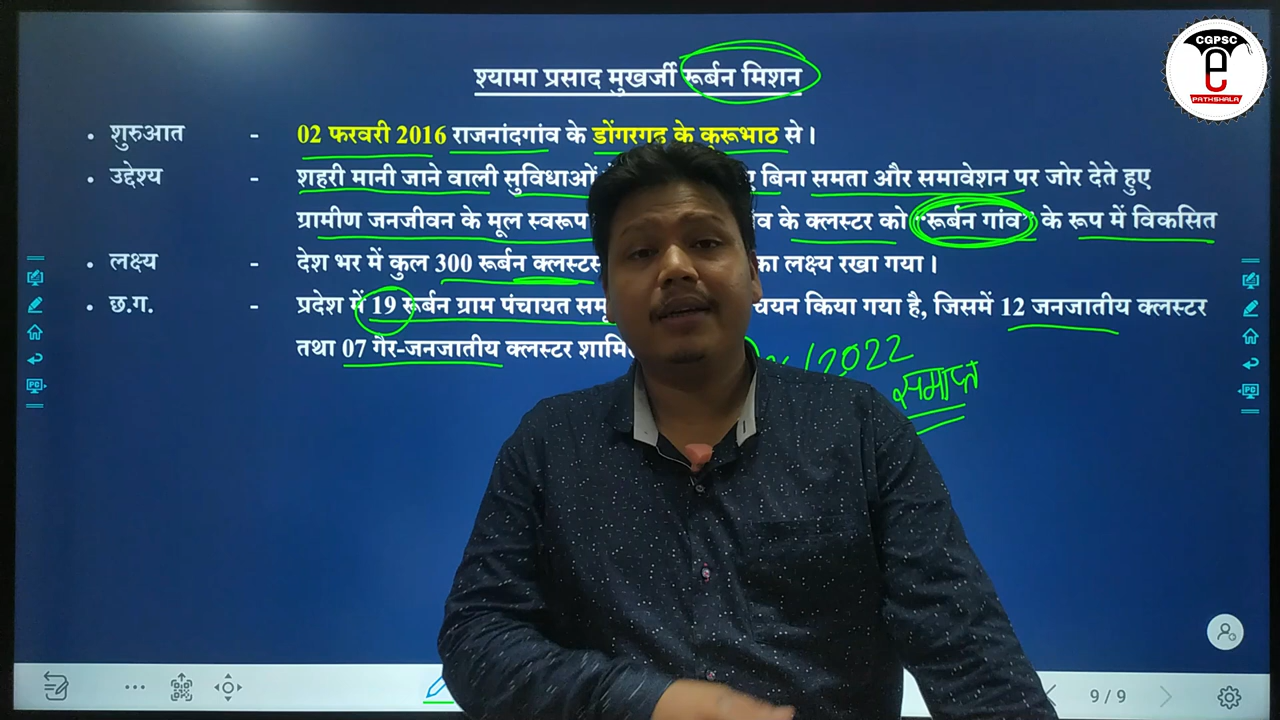 CGPSC
e
PATHSHALA
श्यामा प्रसाद मुखर्जी रूर्बन मिशन
• शुरुआत - 02 फरवरी 2016 राजनांदगांव के डोंगरगढ़ के कुरूभाठ से।
• उद्देश्य - शहरी मानी जाने वाली सुविधाओं बिना समता और समावेशन पर जोर देते हुए
ग्रामीण जनजीवन के मूल स्वरूप के क्लस्टर को "रूर्बन गांव" के रूप में विकसित
• लक्ष्य - देश भर में कुल 300 रूर्बन क्लस्टर का लक्ष्य रखा गया।
• छ.ग. - प्रदेश में 19 रूर्बन ग्राम पंचायत चयन किया गया है, जिसमें 12 जनजातीय क्लस्टर
तथा 07 गैर-जनजातीय क्लस्टर
/2022
समाप्त
PC
PC
9/9